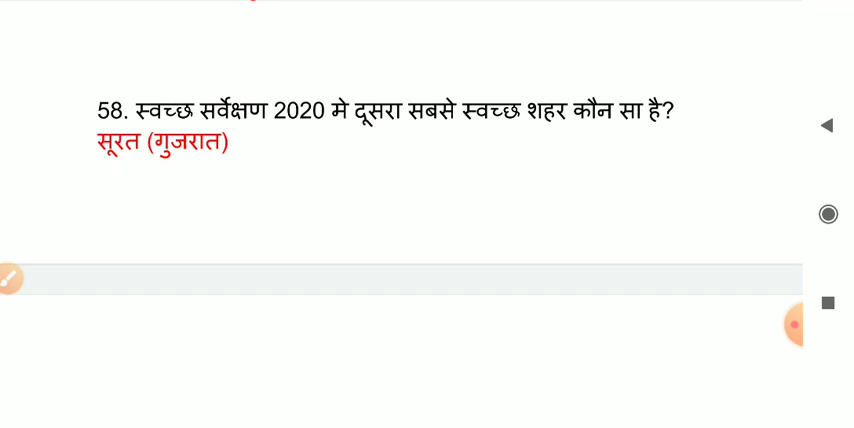 58. स्वच्छ सर्वेक्षण 2020 मे दूसरा सबसे स्वच्छ शहर कौन सा है?
सूरत (गुजरात)